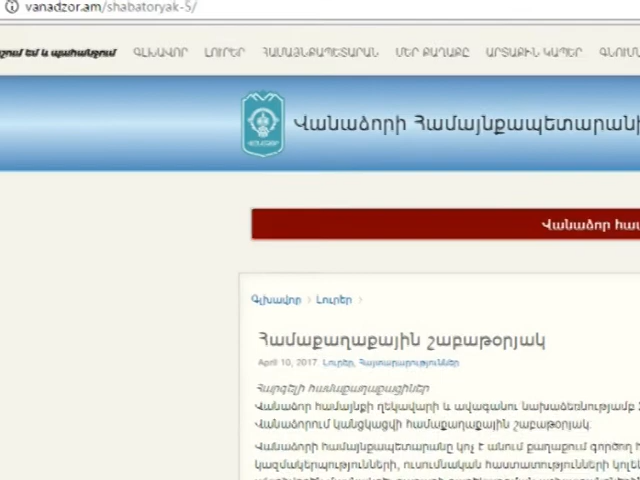 vanadzor.am/shabatoryak-5/
ԳԼԽԱՎՈՐ ԼՈՒՐԵՐ ՀԱՄԱՅՆՔԱՊԵՏԱՐԱՆ ՄԵՐ ՔԱՂԱՔԸ ԱՐՏԱՔԻՆ ԿԱՊԵՐ
Վանաձորի Համայնքապետարան
Վանաձոր հա
Գլխավոր › Լուրեր ›
Համաքաղաքային շաբաթօրյակ
April 10, 2017 Լուրեր, Հայտարարություններ
Հարգելի համաքաղաքացիներ
Վանաձոր համայնքի ղեկավարի և ավագանու նախաձեռնությամբ
Վանաձորում կանցկացվի համաքաղաքային շաբաթօրյակ:
Վանաձորի համայնքապետարանը կոչ է անում քաղաքում գործող
կազմակերպությունների, ուսումնական հաստատությունների